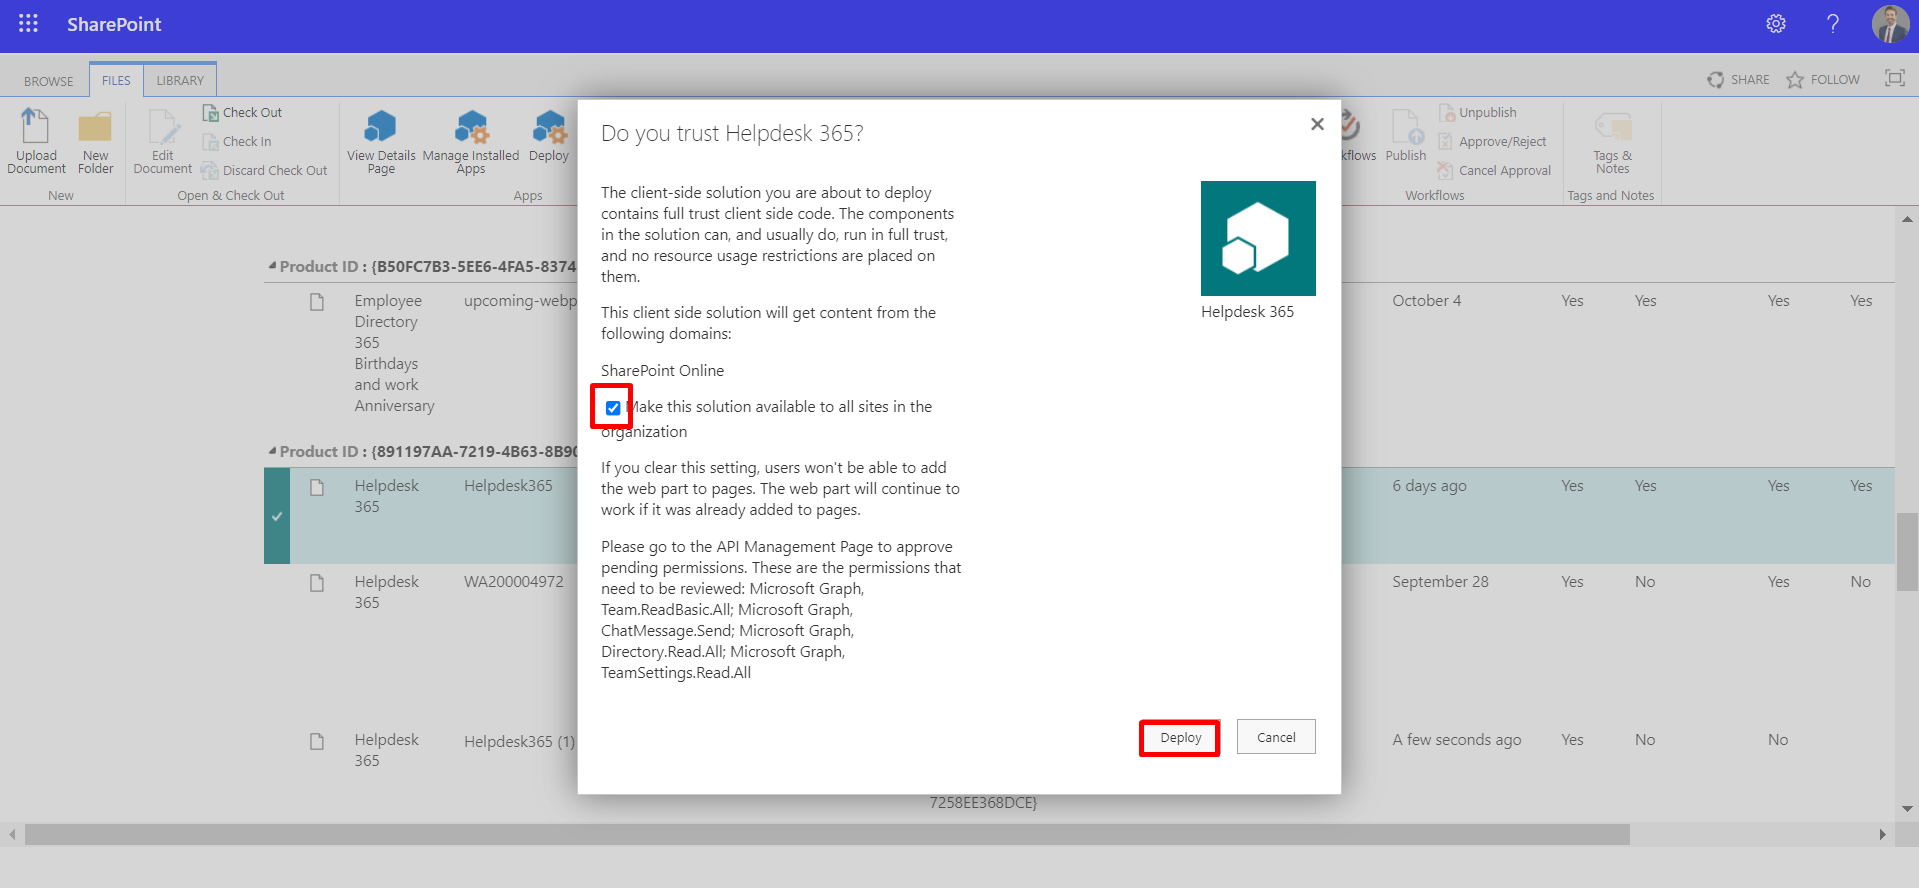 SharePoint
BROWSE
FILES
LIBRARY
SHARE
FOLLOW
Upload
Document
New
Folder
New
Edit
Document
Check Out
Check In
Discard Check Out
Open & Check Out
View Details
Page
Manage Installed
Apps
Deploy
Apps
Publish
Unpublish
Approve/Reject
Cancel Approval
Workflows
Tags &
Notes
Tags and Notes
Do you trust Helpdesk 365?
The client-side solution you are about to deploy
contains full trust client side code. The components
in the solution can, and usually do, run in full trust,
and no resource usage restrictions are placed on
them.
This client side solution will get content from the
following domains:
SharePoint Online
Make this solution available to all sites in the
organization
If you clear this setting, users won't be able to add
the web part to pages. The web part will continue to
work if it was already added to pages.
Please go to the API Management Page to approve
pending permissions. These are the permissions that
need to be reviewed: Microsoft Graph,
Team.ReadBasic.All; Microsoft Graph,
ChatMessage.Send; Microsoft Graph,
Directory.Read.All; Microsoft Graph,
TeamSettings.Read.All
Helpdesk 365
Deploy
Cancel
Product ID : {B50FC7B3-5EE6-4FA5-8374
Employee
Directory
365
Birthdays
and work
Anniversary
upcoming-webp
October 4
Yes
Yes
Yes
Yes
Product ID : {891197AA-7219-4B63-8B90
Helpdesk
365
Helpdesk365
6 days ago
Yes
Yes
Yes
Yes
Helpdesk
365
WA200004972
September 28
Yes
No
Yes
No
Helpdesk
365
Helpdesk365 (1)
A few seconds ago
Yes
No
No
7258EE368DCE}